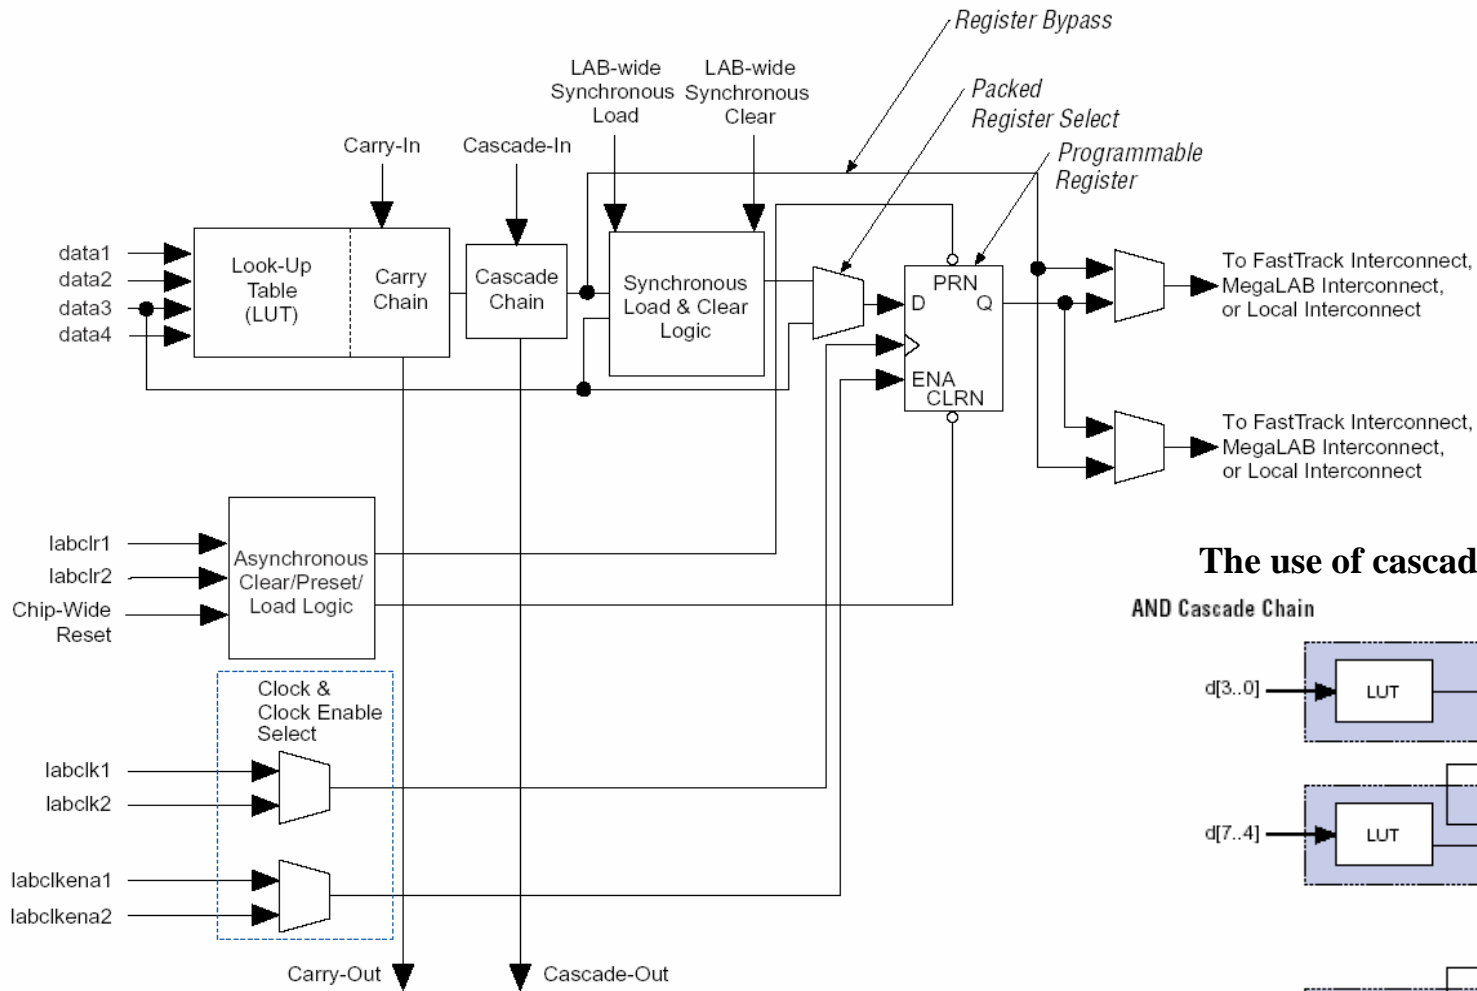 Register Bypass
LAB-wide
Synchronous
Load
LAB-wide
Synchronous
Clear
Packed
Register Select
Programmable
Register
Carry-In
Cascade-In
data1
data2
data3
data4
Look-Up
Table
(LUT)
Carry
Chain
Cascade
Chain
Synchronous
Load & Clear
Logic
PRN
D
Q
ENA
CLRN
To FastTrack Interconnect,
MegaLAB Interconnect,
or Local Interconnect
To FastTrack Interconnect,
MegaLAB Interconnect,
or Local Interconnect
labclr1
labclr2
Chip-Wide
Reset
Asynchronous
Clear/Preset/
Load Logic
Clock &
Clock Enable
Select
labclk1
labclk2
labclkena1
labclkena2
Carry-Out
Cascade-Out
The use of cascad
AND Cascade Chain
d[3..0]
LUT
d[7..4]
LUT